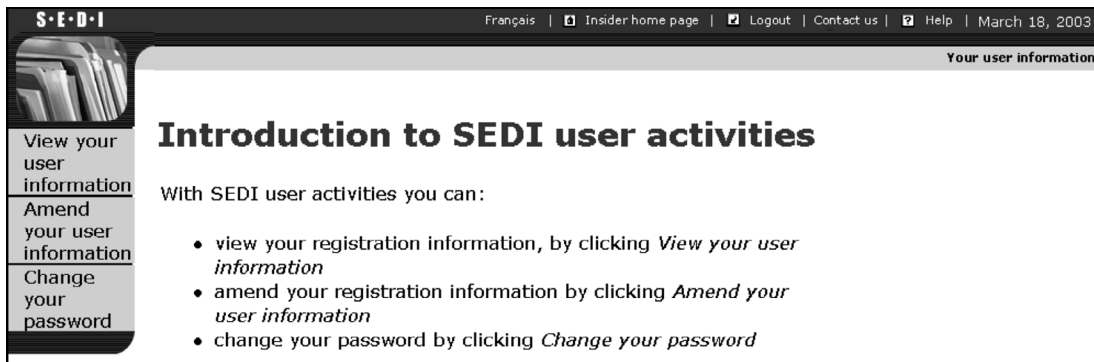 S•E•D•I
Français | Insider home page | Logout | Contact us | Help | March 18, 2003
Your user information
View your
user
information
Amend
your user
information
Change
your
password
Introduction to SEDI user activities
With SEDI user activities you can:
• view your registration information, by clicking View your user
information
• amend your registration information by clicking Amend your
user information
• change your password by clicking Change your password